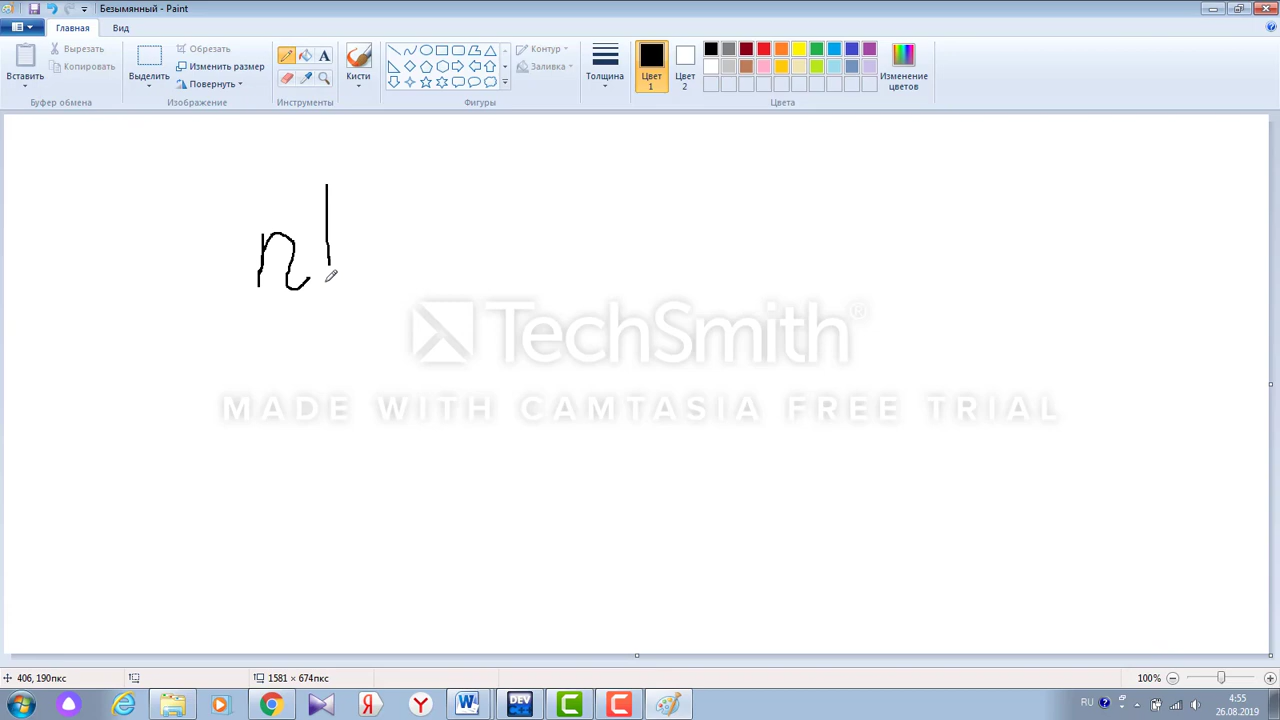 Безымянный - Paint
Главная Вид
Вставить
Вырезать
Копировать
Буфер обмена
Выделить
Обрезать
Изменить размер
Повернуть
Изображение
A
Инструменты
Кисти
Контур
Заливка
Фигуры
Толщина
Цвет 1
Цвет 2
Изменение цветов
Цвета
n!
TechSmith®
MADE WITH CAMTASIA FREE TRIAL
406, 190пкс
1581 × 674пкс
100%
Я Y W DEV C C
RU
4:55
26.08.2019